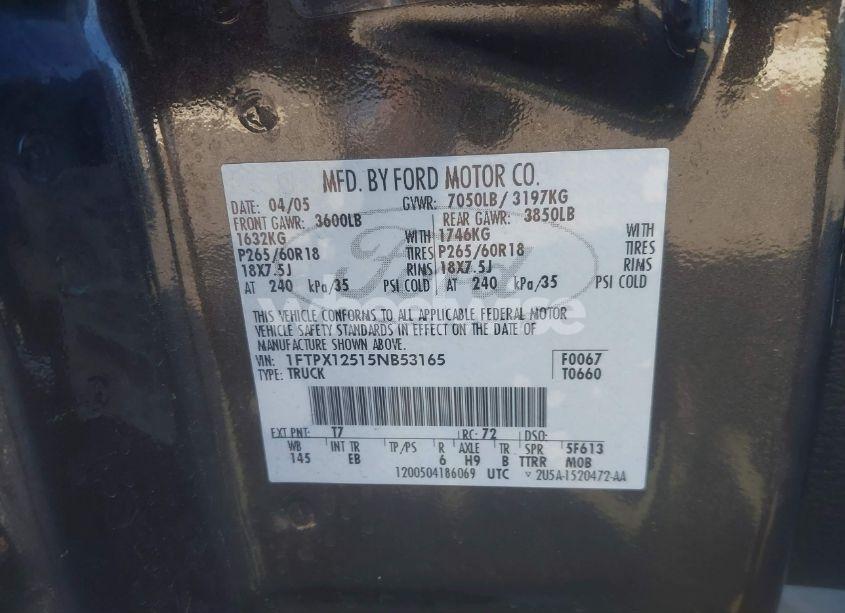 MFD. BY FORD MOTOR CO.
DATE: 04/05 GVWR: 7050LB / 3197KG
FRONT GAWR: 3600LB REAR GAWR: 3850LB
1632KG WITH 1746KG WITH
P265/60R18 TIRES P265/60R18 TIRES
18X7.5J RIMS 18X7.5J RIMS
AT 240 kPa/35 PSI COLD AT 240 kPa/35 PSI COLD
THIS VEHICLE CONFORMS TO ALL APPLICABLE FEDERAL MOTOR
VEHICLE SAFETY STANDARDS IN EFFECT ON THE DATE OF
MANUFACTURE SHOWN ABOVE.
VIN: 1FTPX12515NB53165 F0067
TYPE: TRUCK T0660
EXT PNT: T7 RC: 72 DSO:
WB INT TR TP/PS R AXLE TR SPR 5F613
145 EB 6 H9 B TTRR MOB
1200504186069 UTC 2U5A-1520472-AA